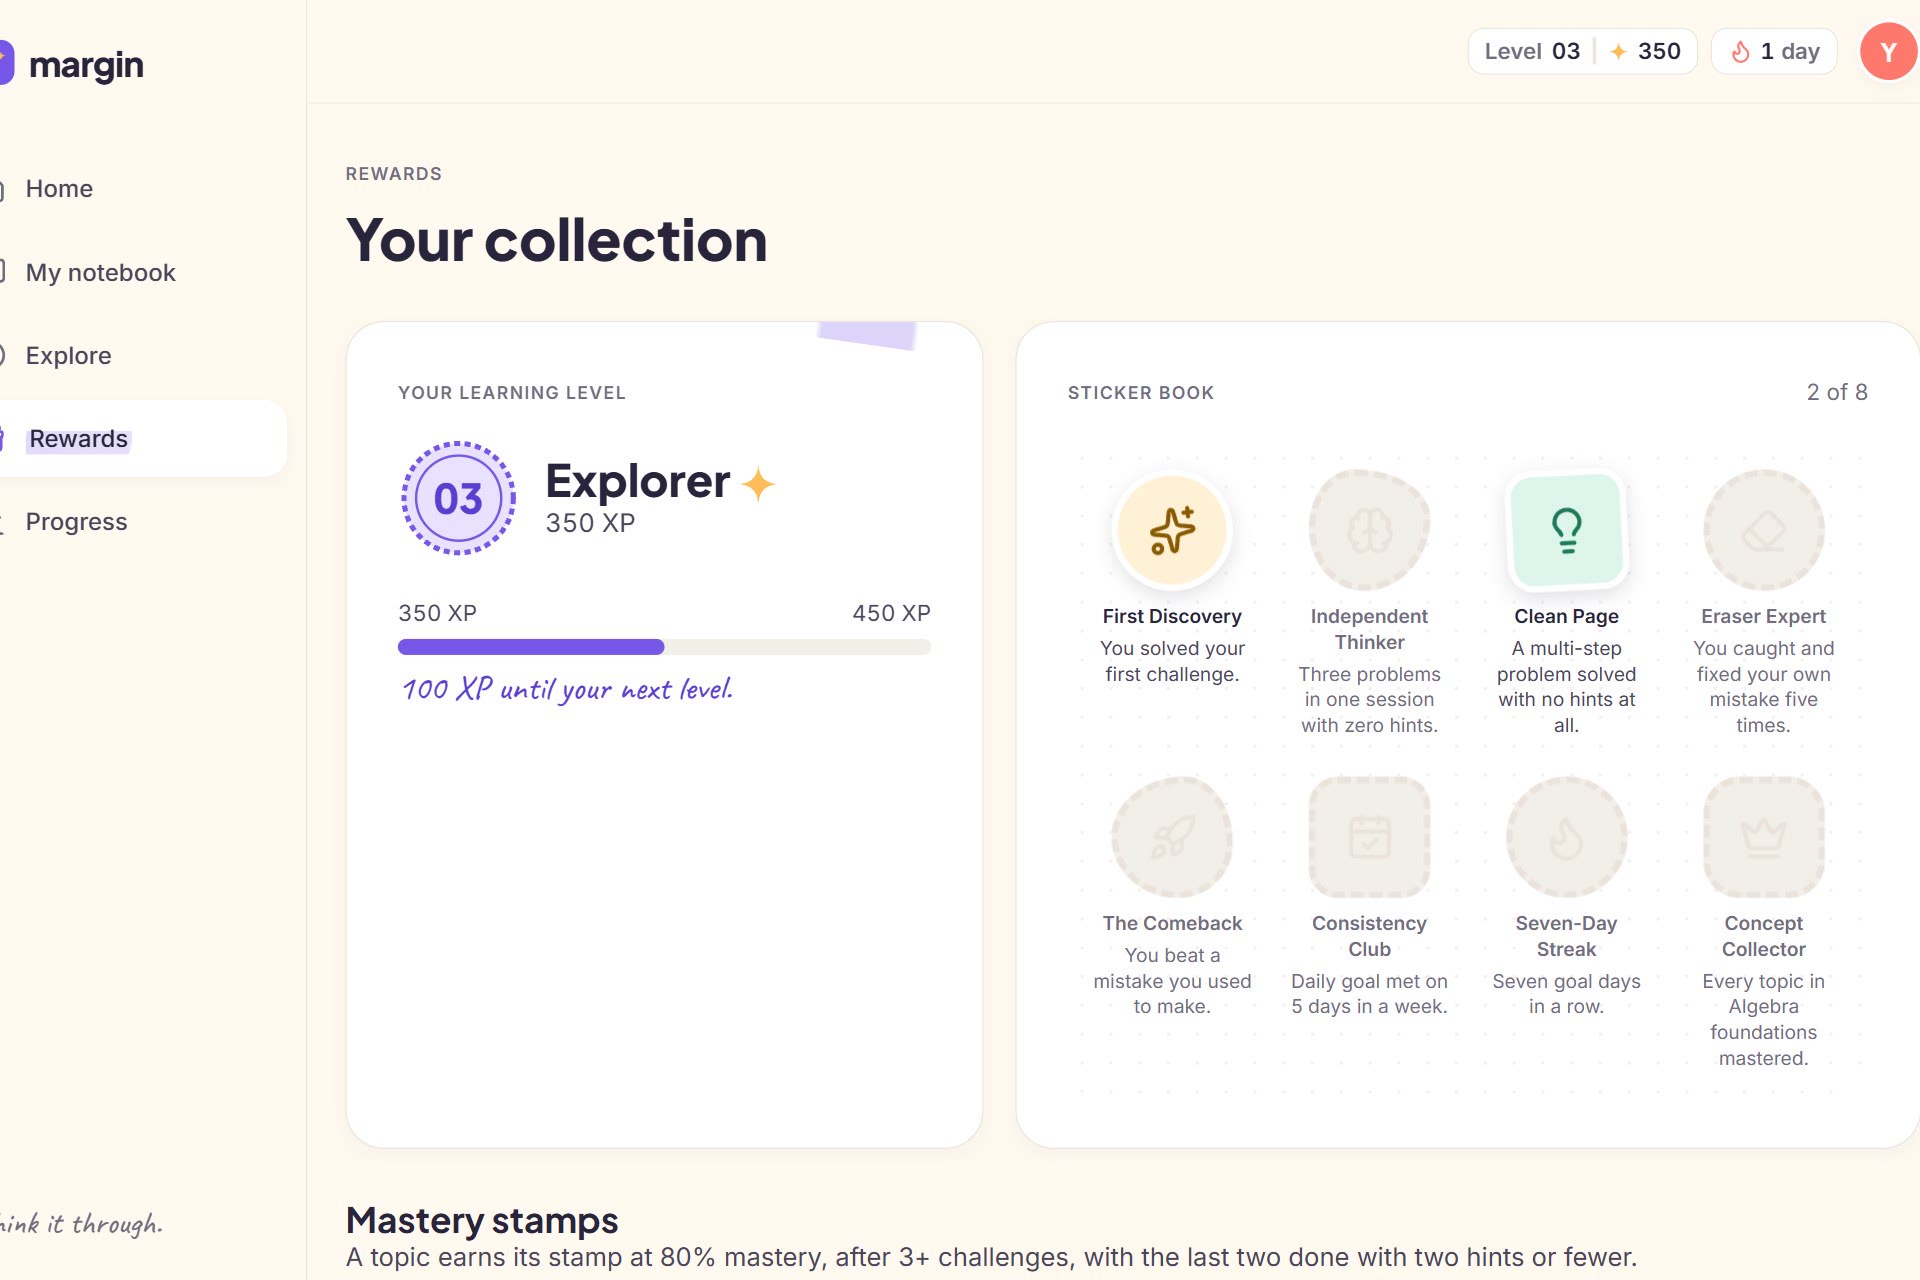 margin
Level 03 350 1 day Y
Home
My notebook
Explore
Rewards
Progress
think it through.
REWARDS
Your collection
YOUR LEARNING LEVEL
03
Explorer
350 XP
350 XP 450 XP
100 XP until your next level.
STICKER BOOK 2 of 8
First Discovery
You solved your
first challenge.
Independent
Thinker
Three problems
in one session
with zero hints.
Clean Page
A multi-step
problem solved
with no hints at
all.
Eraser Expert
You caught and
fixed your own
mistake five
times.
The Comeback
You beat a
mistake you used
to make.
Consistency
Club
Daily goal met on
5 days in a week.
Seven-Day
Streak
Seven goal days
in a row.
Concept
Collector
Every topic in
Algebra
foundations
mastered.
Mastery stamps
A topic earns its stamp at 80% mastery, after 3+ challenges, with the last two done with two hints or fewer.